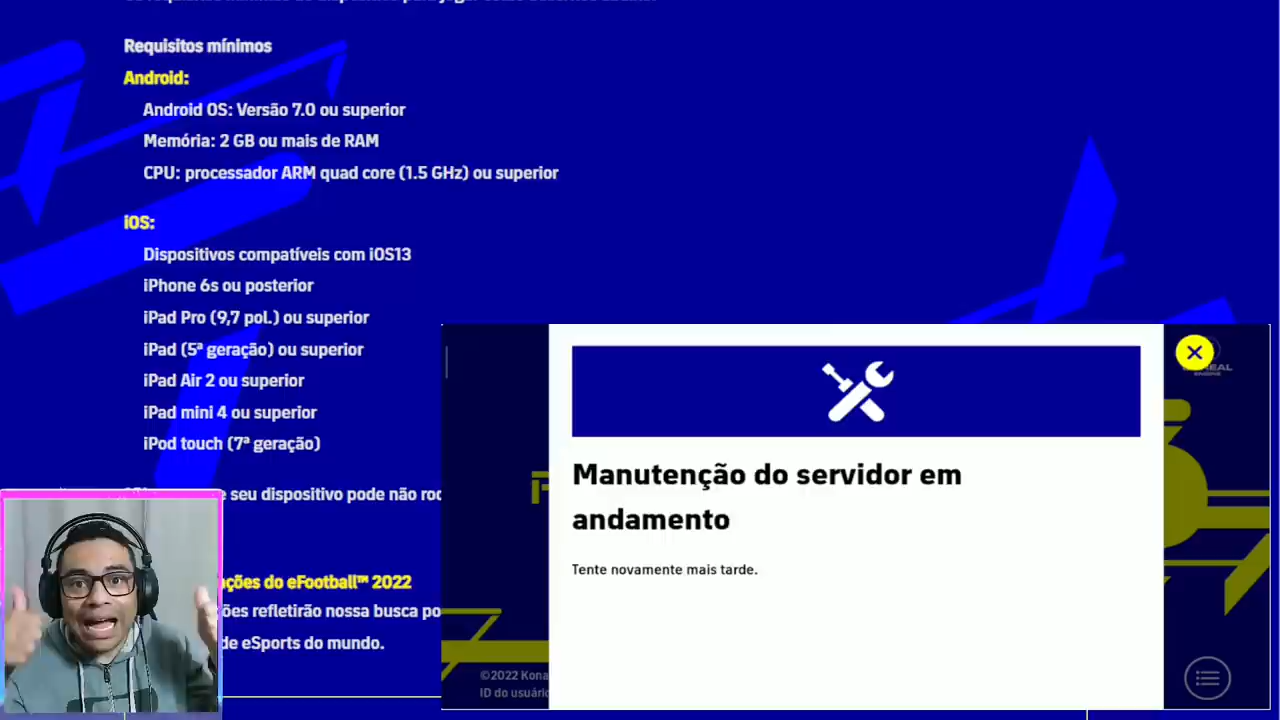 Requisitos mínimos
Android:
Android OS: Versão 7.0 ou superior
Memória: 2 GB ou mais de RAM
CPU: processador ARM quad core (1.5 GHz) ou superior
iOS:
Dispositivos compatíveis com iOS13
iPhone 6s ou posterior
iPad Pro (9,7 pol.) ou superior
iPad (5ª geração) ou superior
iPad Air 2 ou superior
iPad mini 4 ou superior
iPod touch (7ª geração)
seu dispositivo pode não
ções do eFootball™ 2022
ões refletirão nossa busca
de eSports do mundo.
Manutenção do servidor em
andamento
Tente novamente mais tarde.
©2022
ID do